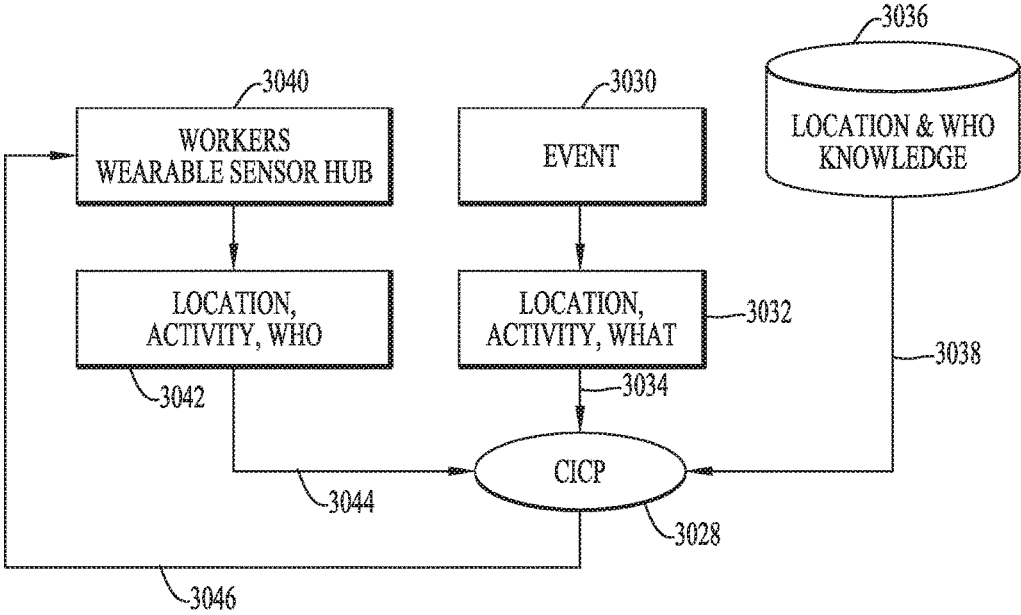 3036
3040
3030
WORKERS
WEARABLE SENSOR HUB
EVENT
LOCATION & WHO
KNOWLEDGE
LOCATION,
ACTIVITY, WHO
LOCATION,
ACTIVITY, WHAT
3032
3038
3042
3034
CICP
3044
3028
3046